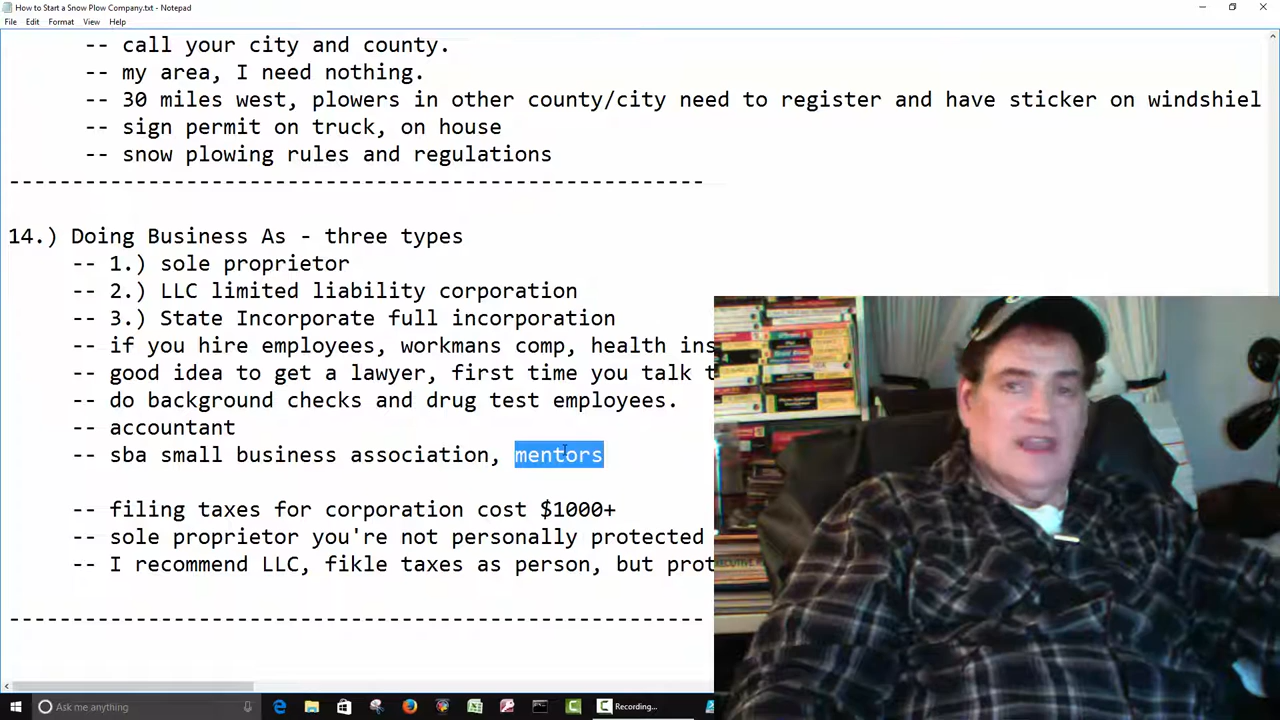 How to Start a Snow Plow Company.txt - Notepad
File Edit Format View Help
-- call your city and county.
-- my area, I need nothing.
-- 30 miles west, plowers in other county/city need to register and have sticker on windshiel
-- sign permit on truck, on house
-- snow plowing rules and regulations
-------------------------------------------------------
14.) Doing Business As - three types
-- 1.) sole proprietor
-- 2.) LLC limited liability corporation
-- 3.) State Incorporate full incorporation
-- if you hire employees, workmans comp, health ins
-- good idea to get a lawyer, first time you talk t
-- do background checks and drug test employees.
-- accountant
-- sba small business association, mentors
-- filing taxes for corporation cost $1000+
-- sole proprietor you're not personally protected
-- I recommend LLC, fikle taxes as person, but prot
-------------------------------------------------------
Ask me anything
Recording...